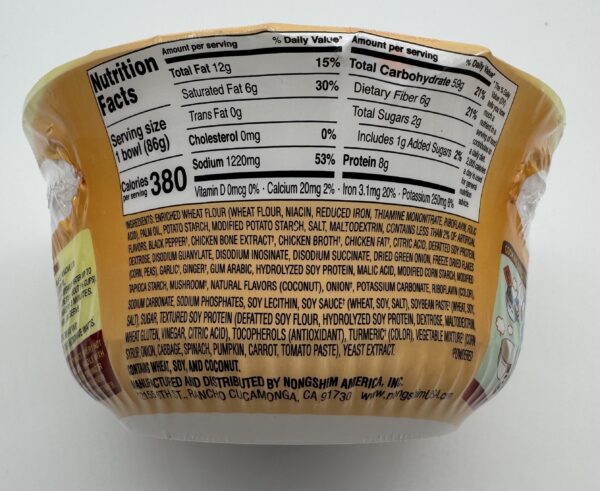 Nutrition
Facts
Serving size
1 bowl (86g)
Calories
per serving
380
Amount per serving
% Daily Value*
Total Fat 12g 15%
Saturated Fat 6g 30%
Trans Fat 0g
Cholesterol 0mg 0%
Sodium 1220mg 53%
Amount per serving
% Daily Value*
Total Carbohydrate 59g 21%
Dietary Fiber 6g 21%
Total Sugars 2g
Includes 1g Added Sugars 2%
Protein 8g
Vitamin D 0mcg 0% · Calcium 20mg 2% · Iron 3.1mg 20% · Potassium 250mg 6%
INGREDIENTS: ENRICHED WHEAT FLOUR (WHEAT FLOUR, NIACIN, REDUCED IRON, THIAMINE MONONITRATE, RIBOFLAVIN, FOLIC
ACID), PALM OIL, POTATO STARCH, MODIFIED POTATO STARCH, SALT, MALTODEXTRIN, CONTAINS LESS THAN 2% OF: ARTIFICIAL
FLAVORS, BLACK PEPPER†, CHICKEN BONE EXTRACT†, CHICKEN BROTH†, CHICKEN FAT†, CITRIC ACID, DEFATTED SOY PROTEIN,
DEXTROSE, DISODIUM GUANYLATE, DISODIUM INOSINATE, DISODIUM SUCCINATE, DRIED GREEN ONION, FREEZE DRIED FLAKES
(CORN, PEAS), GARLIC†, GINGER†, GUM ARABIC, HYDROLYZED SOY PROTEIN, MALIC ACID, MODIFIED CORN STARCH, MODIFIED
TAPIOCA STARCH, MUSHROOM†, NATURAL FLAVORS (COCONUT), ONION†, POTASSIUM CARBONATE, RIBOFLAVIN (COLOR),
SODIUM CARBONATE, SODIUM PHOSPHATES, SOY LECITHIN, SOY SAUCE† (WHEAT, SOY, SALT), SOYBEAN PASTE† (WHEAT, SOY,
SALT), SUGAR, TEXTURED SOY PROTEIN (DEFATTED SOY FLOUR, HYDROLYZED SOY PROTEIN, DEXTROSE, MALTODEXTRIN,
WHEAT GLUTEN, VINEGAR, CITRIC ACID), TOCOPHEROLS (ANTIOXIDANT), TURMERIC† (COLOR), VEGETABLE MIXTURE† (CORN
SYRUP, ONION, CABBAGE, SPINACH, PUMPKIN, CARROT, TOMATO PASTE), YEAST EXTRACT.
†POWDERED
CONTAINS WHEAT, SOY, AND COCONUT.
MANUFACTURED AND DISTRIBUTED BY NONGSHIM AMERICA, INC.
TH ST., RANCHO CUCAMONGA, CA 91730 www.nongshimUSA.com